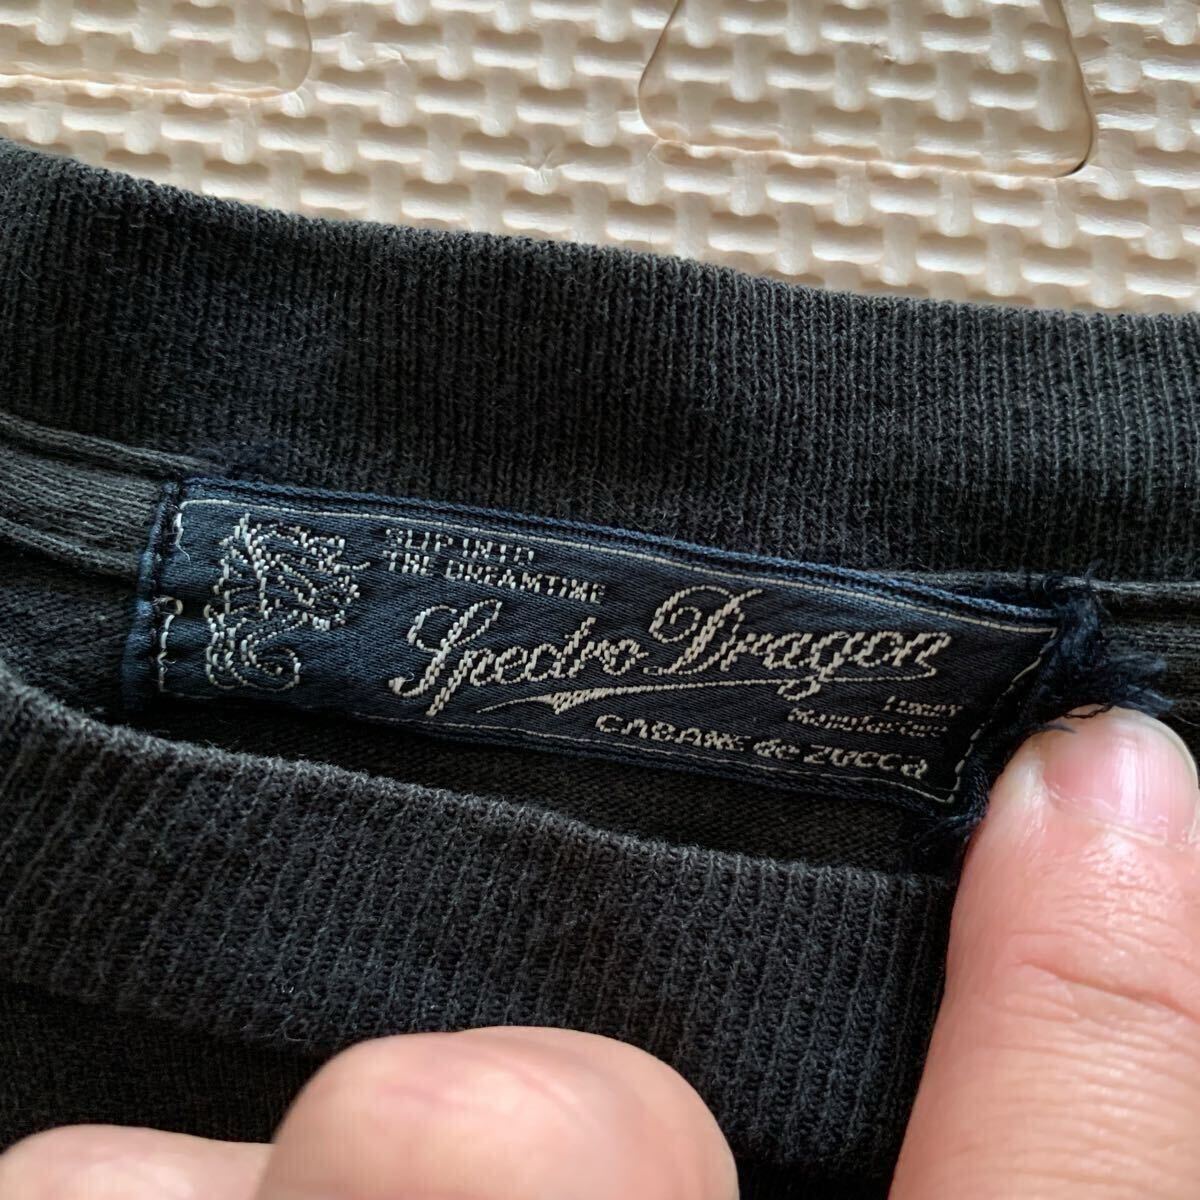 SLIP INTO
THE DREAMTIME
Spectro Dragon
CABANE de ZUCCa